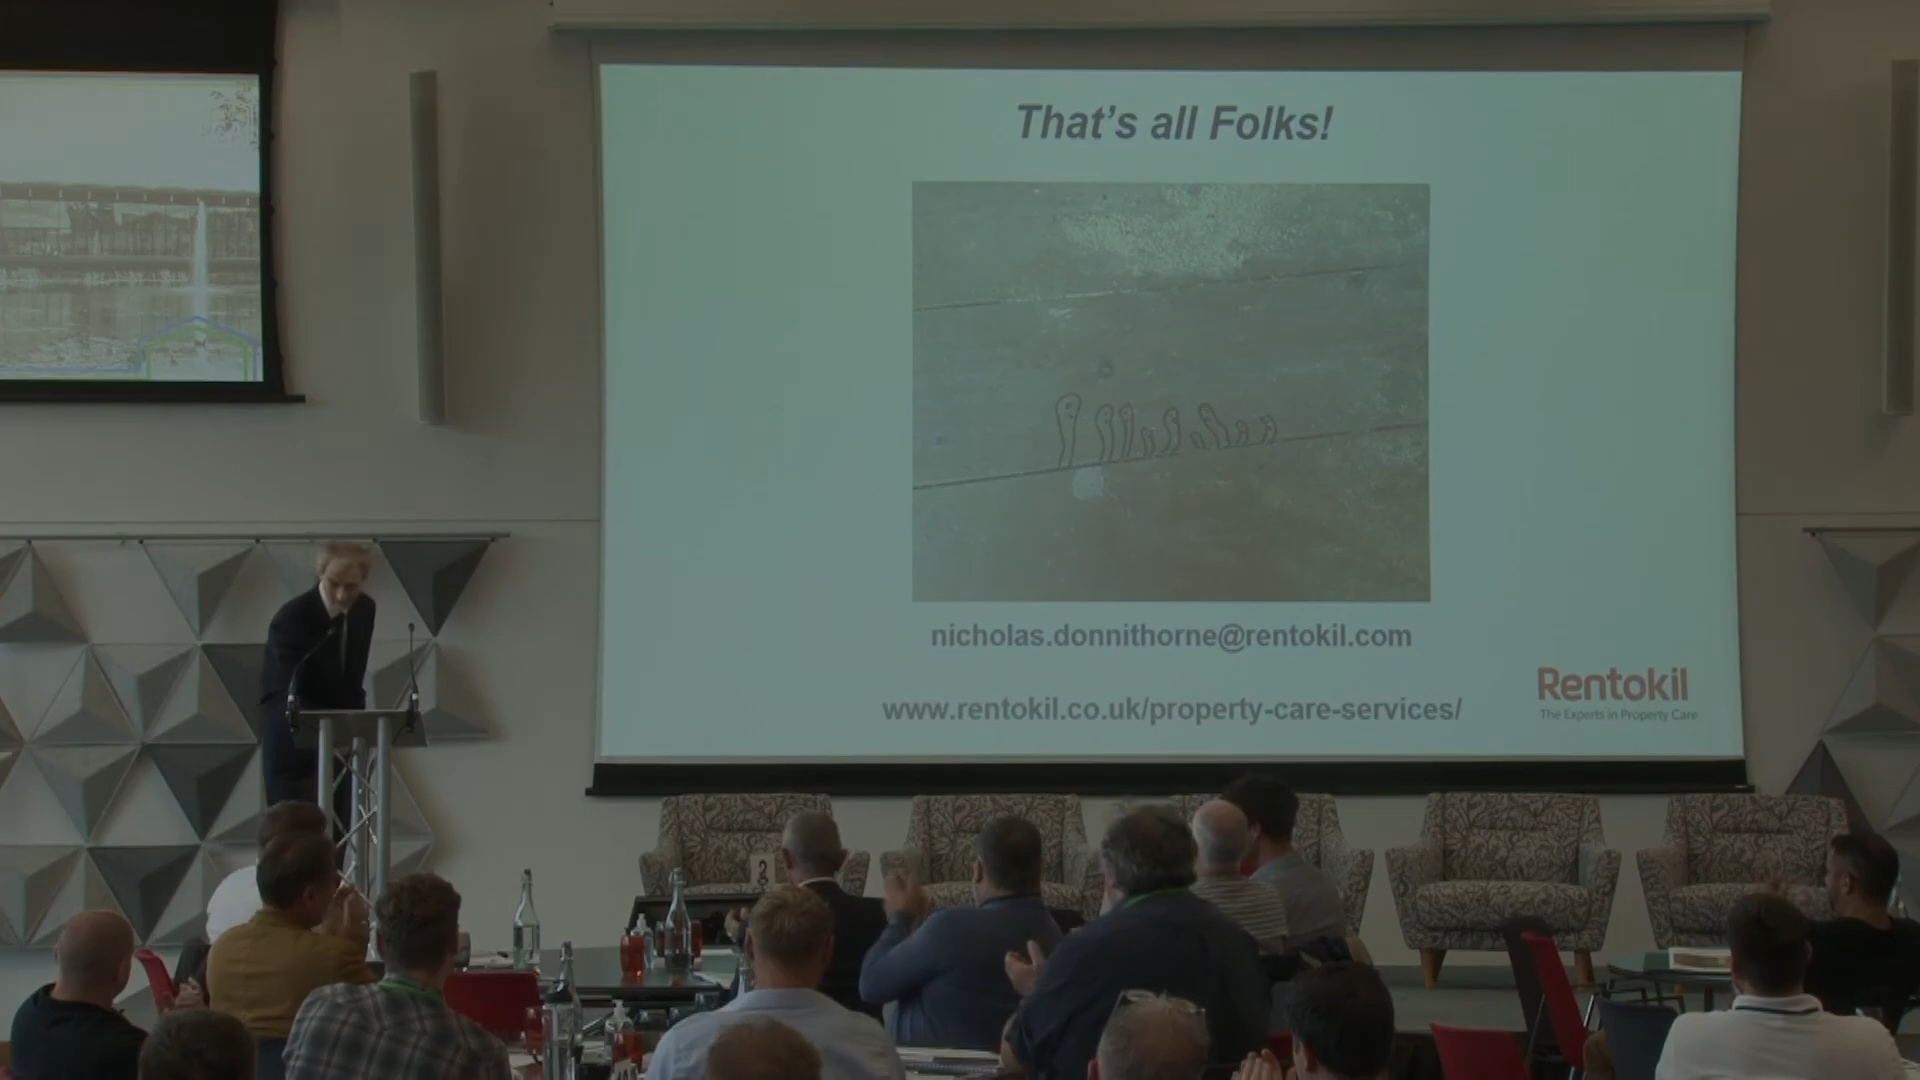 That's all Folks!
nicholas.donnithorne@rentokil.com
www.rentokil.co.uk/property-care-services/
Rentokil
The Experts in Property Care
2